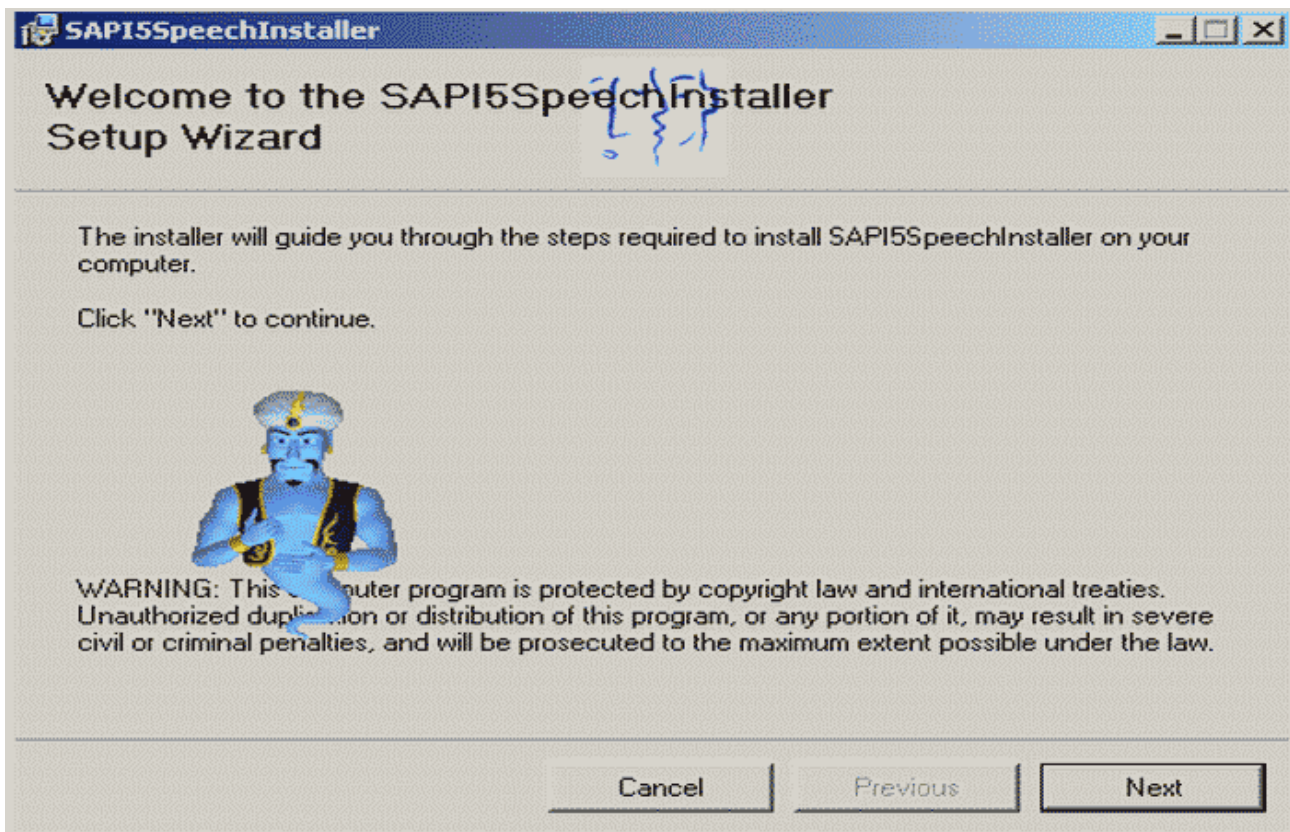 SAPI5SpeechInstaller
Welcome to the SAPI5SpeechInstaller
Setup Wizard
The installer will guide you through the steps required to install SAPI5SpeechInstaller on your
computer.
Click "Next" to continue.
WARNING: This computer program is protected by copyright law and international treaties.
Unauthorized duplication or distribution of this program, or any portion of it, may result in severe
civil or criminal penalties, and will be prosecuted to the maximum extent possible under the law.
Cancel
Previous
Next